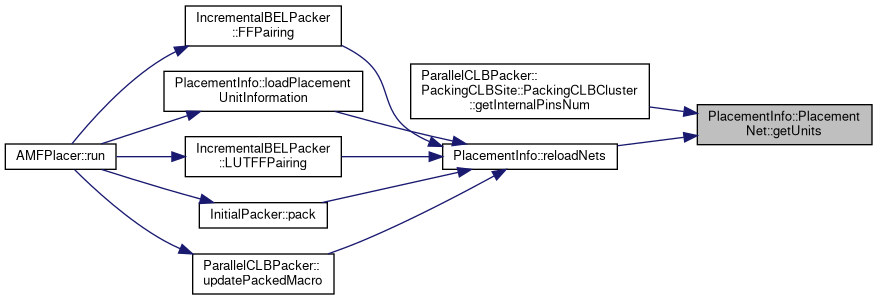 IncrementalBELPacker
::FFPairing
PlacementInfo::loadPlacement
UnitInformation
ParallelCLBPacker::
PackingCLBSite::PackingCLBCluster
::getInternalPinsNum
PlacementInfo::Placement
Net::getUnits
AMFPlacer::run
IncrementalBELPacker
::LUTFFPairing
PlacementInfo::reloadNets
InitialPacker::pack
ParallelCLBPacker::
updatePackedMacro